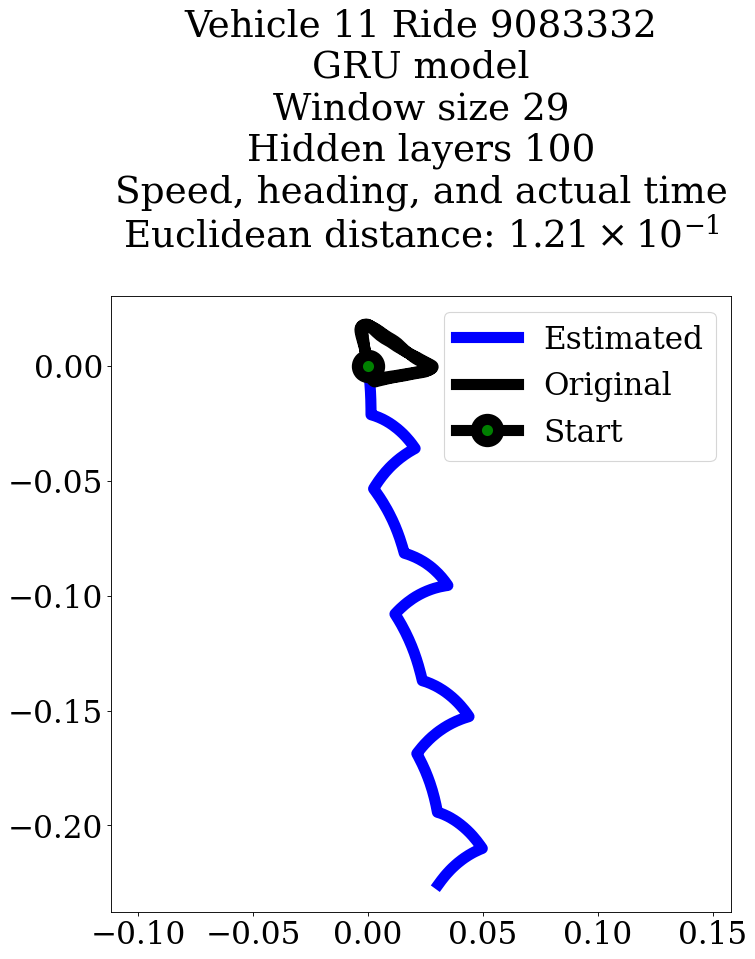 Vehicle 11 Ride 9083332
GRU model
Window size 29
Hidden layers 100
Speed, heading, and actual time
Euclidean distance: 1.21 × 10⁻¹
Estimated
Original
Start
0.00
−0.05
−0.10
−0.15
−0.20
−0.10 −0.05 0.00 0.05 0.10 0.15